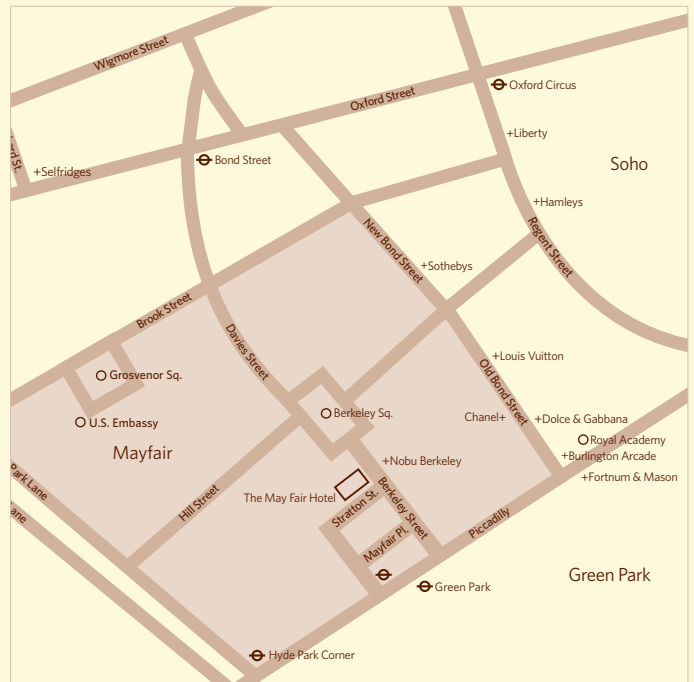 Wigmore Street
Oxford Street
+Selfridges
Bond Street
Oxford Circus
+Liberty
Soho
+Hamleys
Regent Street
New Bond Street
+Sothebys
Brook Street
Davies Street
Grosvenor Sq.
U.S. Embassy
Mayfair
Berkeley Sq.
+Louis Vuitton
Old Bond Street
Chanel+
+Dolce & Gabbana
Royal Academy
+Burlington Arcade
+Fortnum & Mason
+Nobu Berkeley
Park Lane
Hill Street
The May Fair Hotel
Stratton St.
Berkeley Street
Mayfair Pl.
Piccadilly
Green Park
Green Park
Hyde Park Corner